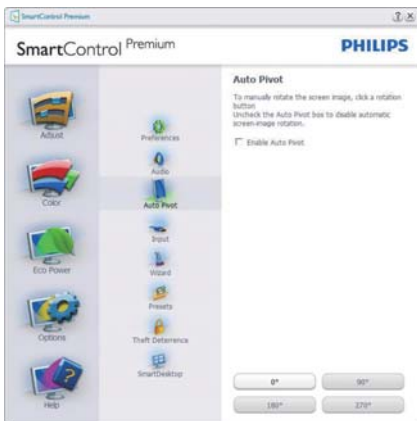 SmartControl Premium
SmartControl Premium
PHILIPS
Adjust
Color
Eco Power
Options
Help
Preferences
Audio
Auto Pivot
Input
Wizard
Presets
Theft Deterrence
SmartDesktop
Auto Pivot
To manually rotate the screen image, click a rotation
button
Uncheck the Auto Pivot box to disable automatic
screen-image rotation.
Enable Auto Pivot
0°
90°
180°
270°